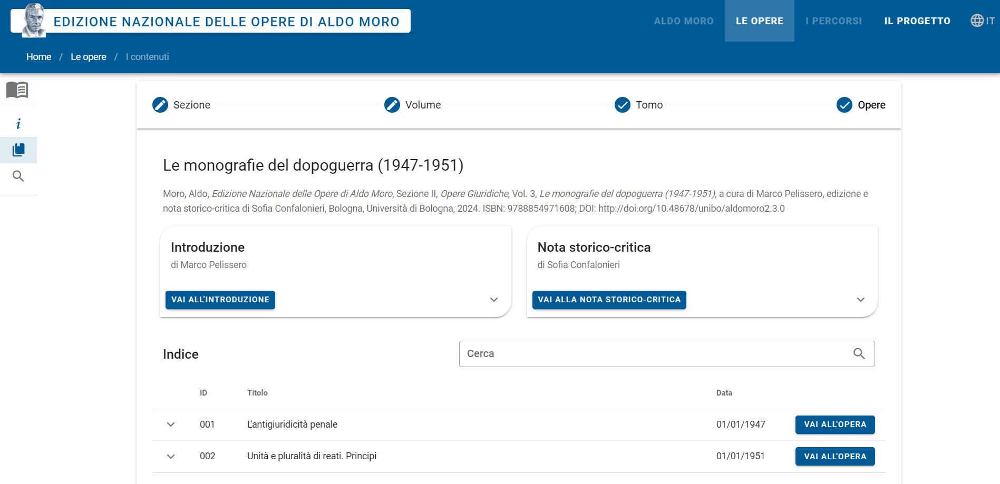 EDIZIONE NAZIONALE DELLE OPERE DI ALDO MORO
ALDO MORO
LE OPERE
I PERCORSI
IL PROGETTO
IT
Home / Le opere / I contenuti
i
Sezione
Volume
Tomo
Opere
Le monografie del dopoguerra (1947-1951)
Moro, Aldo, Edizione Nazionale delle Opere di Aldo Moro, Sezione II, Opere Giuridiche, Vol. 3, Le monografie del dopoguerra (1947-1951), a cura di Marco Pelissero, edizione e
nota storico-critica di Sofia Confalonieri, Bologna, Università di Bologna, 2024. ISBN: 9788854971608; DOI: http://doi.org/10.48678/unibo/aldomoro2.3.0
Introduzione
di Marco Pelissero
VAI ALL'INTRODUZIONE
Nota storico-critica
di Sofia Confalonieri
VAI ALLA NOTA STORICO-CRITICA
Indice
Cerca
ID Titolo Data
001 L'antigiuridicità penale 01/01/1947 VAI ALL'OPERA
002 Unità e pluralità di reati. Principi 01/01/1951 VAI ALL'OPERA